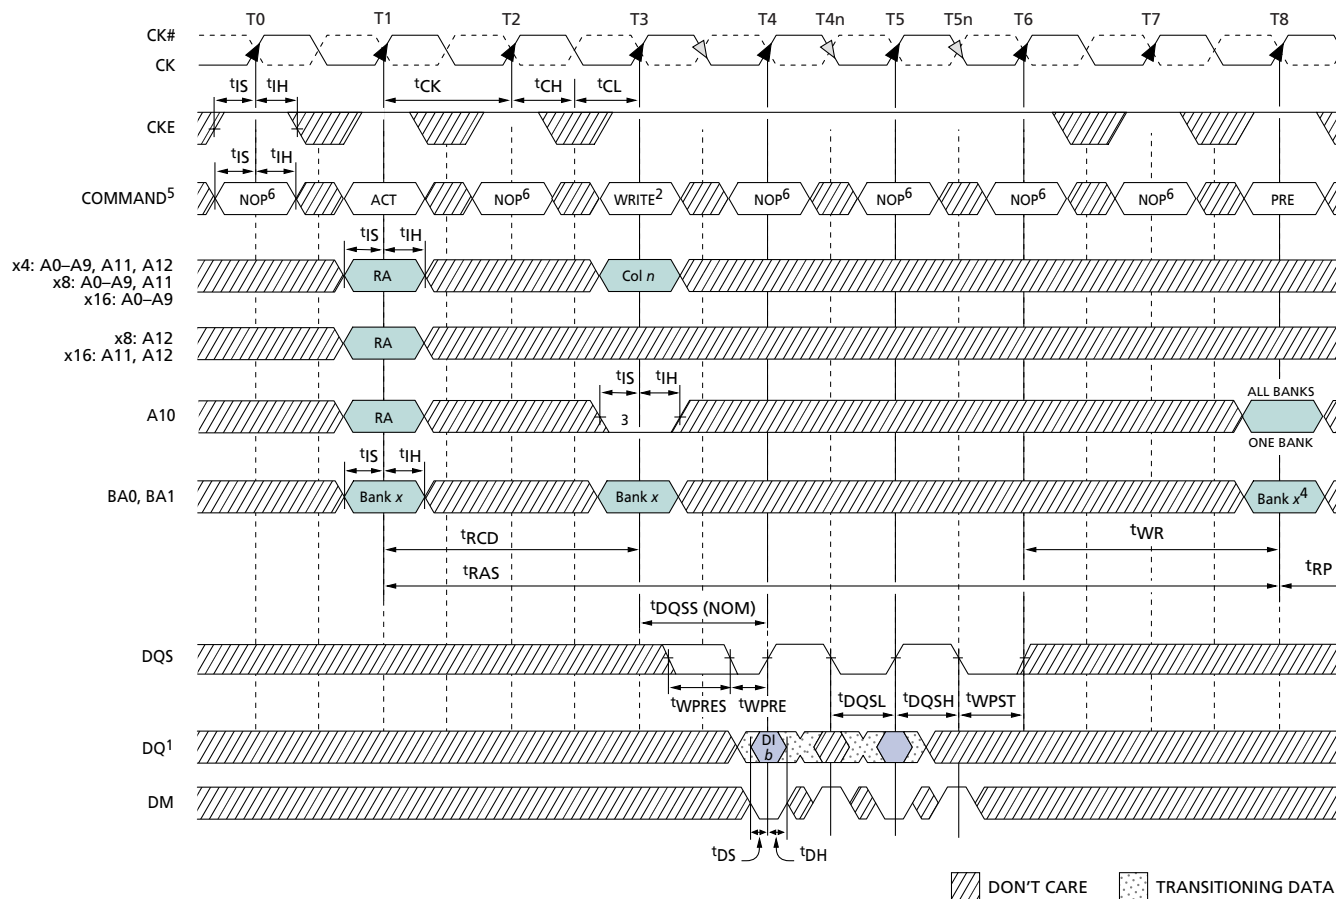 T0 T1 T2 T3 T4 T4n T5 T5n T6 T7 T8
CK#
CK
tIS tIH tCK tCH tCL
CKE
tIS tIH
COMMAND5 NOP6 ACT NOP6 WRITE2 NOP6 NOP6 NOP6 NOP6 PRE
tIS tIH
x4: A0–A9, A11, A12
x8: A0–A9, A11
x16: A0–A9
RA Col n
x8: A12
x16: A11, A12
RA
tIS tIH
ALL BANKS
A10 RA 3
ONE BANK
tIS tIH
BA0, BA1 Bank x Bank x Bank x4
tRCD tWR
tRAS tRP
tDQSS (NOM)
DQS
tWPRES tWPRE tDQSL tDQSH tWPST
DQ1
DI
b
DM
tDS tDH
DON'T CARE TRANSITIONING DATA